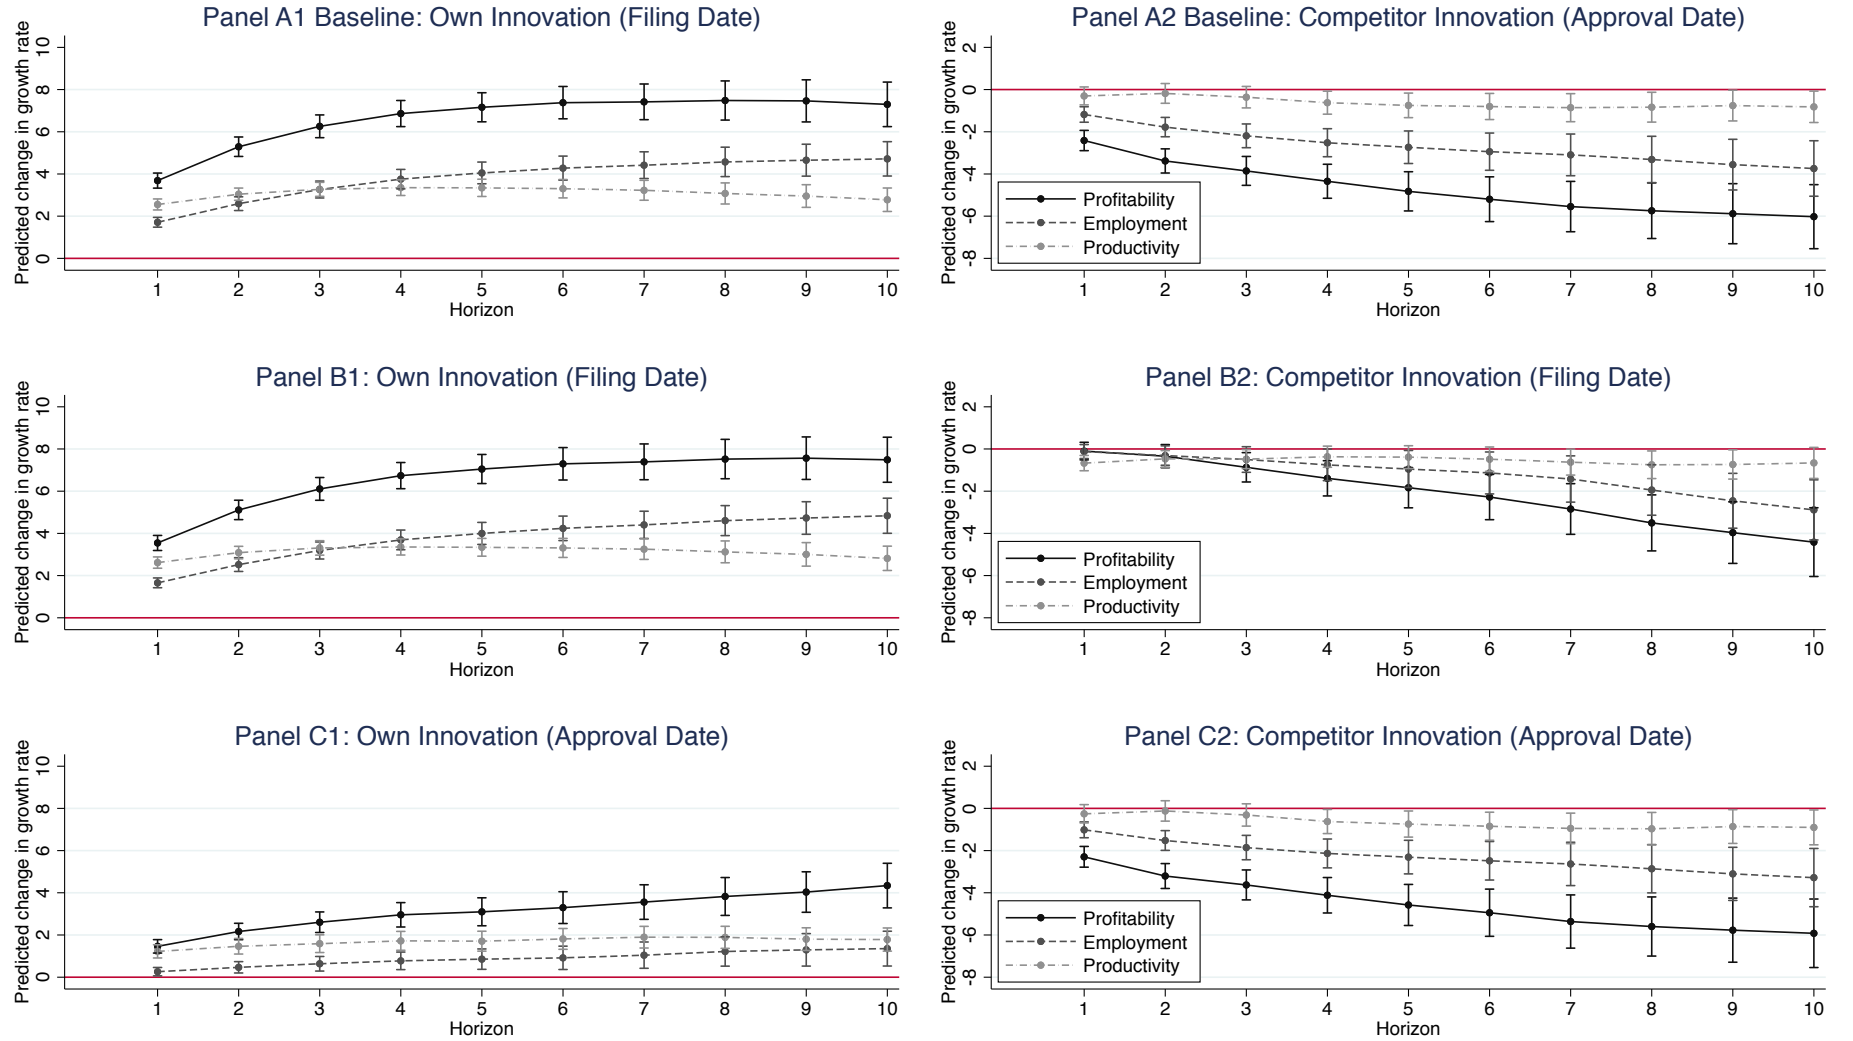 Panel A1 Baseline: Own Innovation (Filing Date)
Predicted change in growth rate
10
8
6
4
2
0
1 2 3 4 5 6 7 8 9 10
Horizon
Panel A2 Baseline: Competitor Innovation (Approval Date)
Predicted change in growth rate
2
0
-2
-4
-6
-8
Profitability
Employment
Productivity
1 2 3 4 5 6 7 8 9 10
Horizon
Panel B1: Own Innovation (Filing Date)
Predicted change in growth rate
10
8
6
4
2
0
1 2 3 4 5 6 7 8 9 10
Horizon
Panel B2: Competitor Innovation (Filing Date)
Predicted change in growth rate
2
0
-2
-4
-6
-8
Profitability
Employment
Productivity
1 2 3 4 5 6 7 8 9 10
Horizon
Panel C1: Own Innovation (Approval Date)
Predicted change in growth rate
10
8
6
4
2
0
1 2 3 4 5 6 7 8 9 10
Horizon
Panel C2: Competitor Innovation (Approval Date)
Predicted change in growth rate
2
0
-2
-4
-6
-8
Profitability
Employment
Productivity
1 2 3 4 5 6 7 8 9 10
Horizon